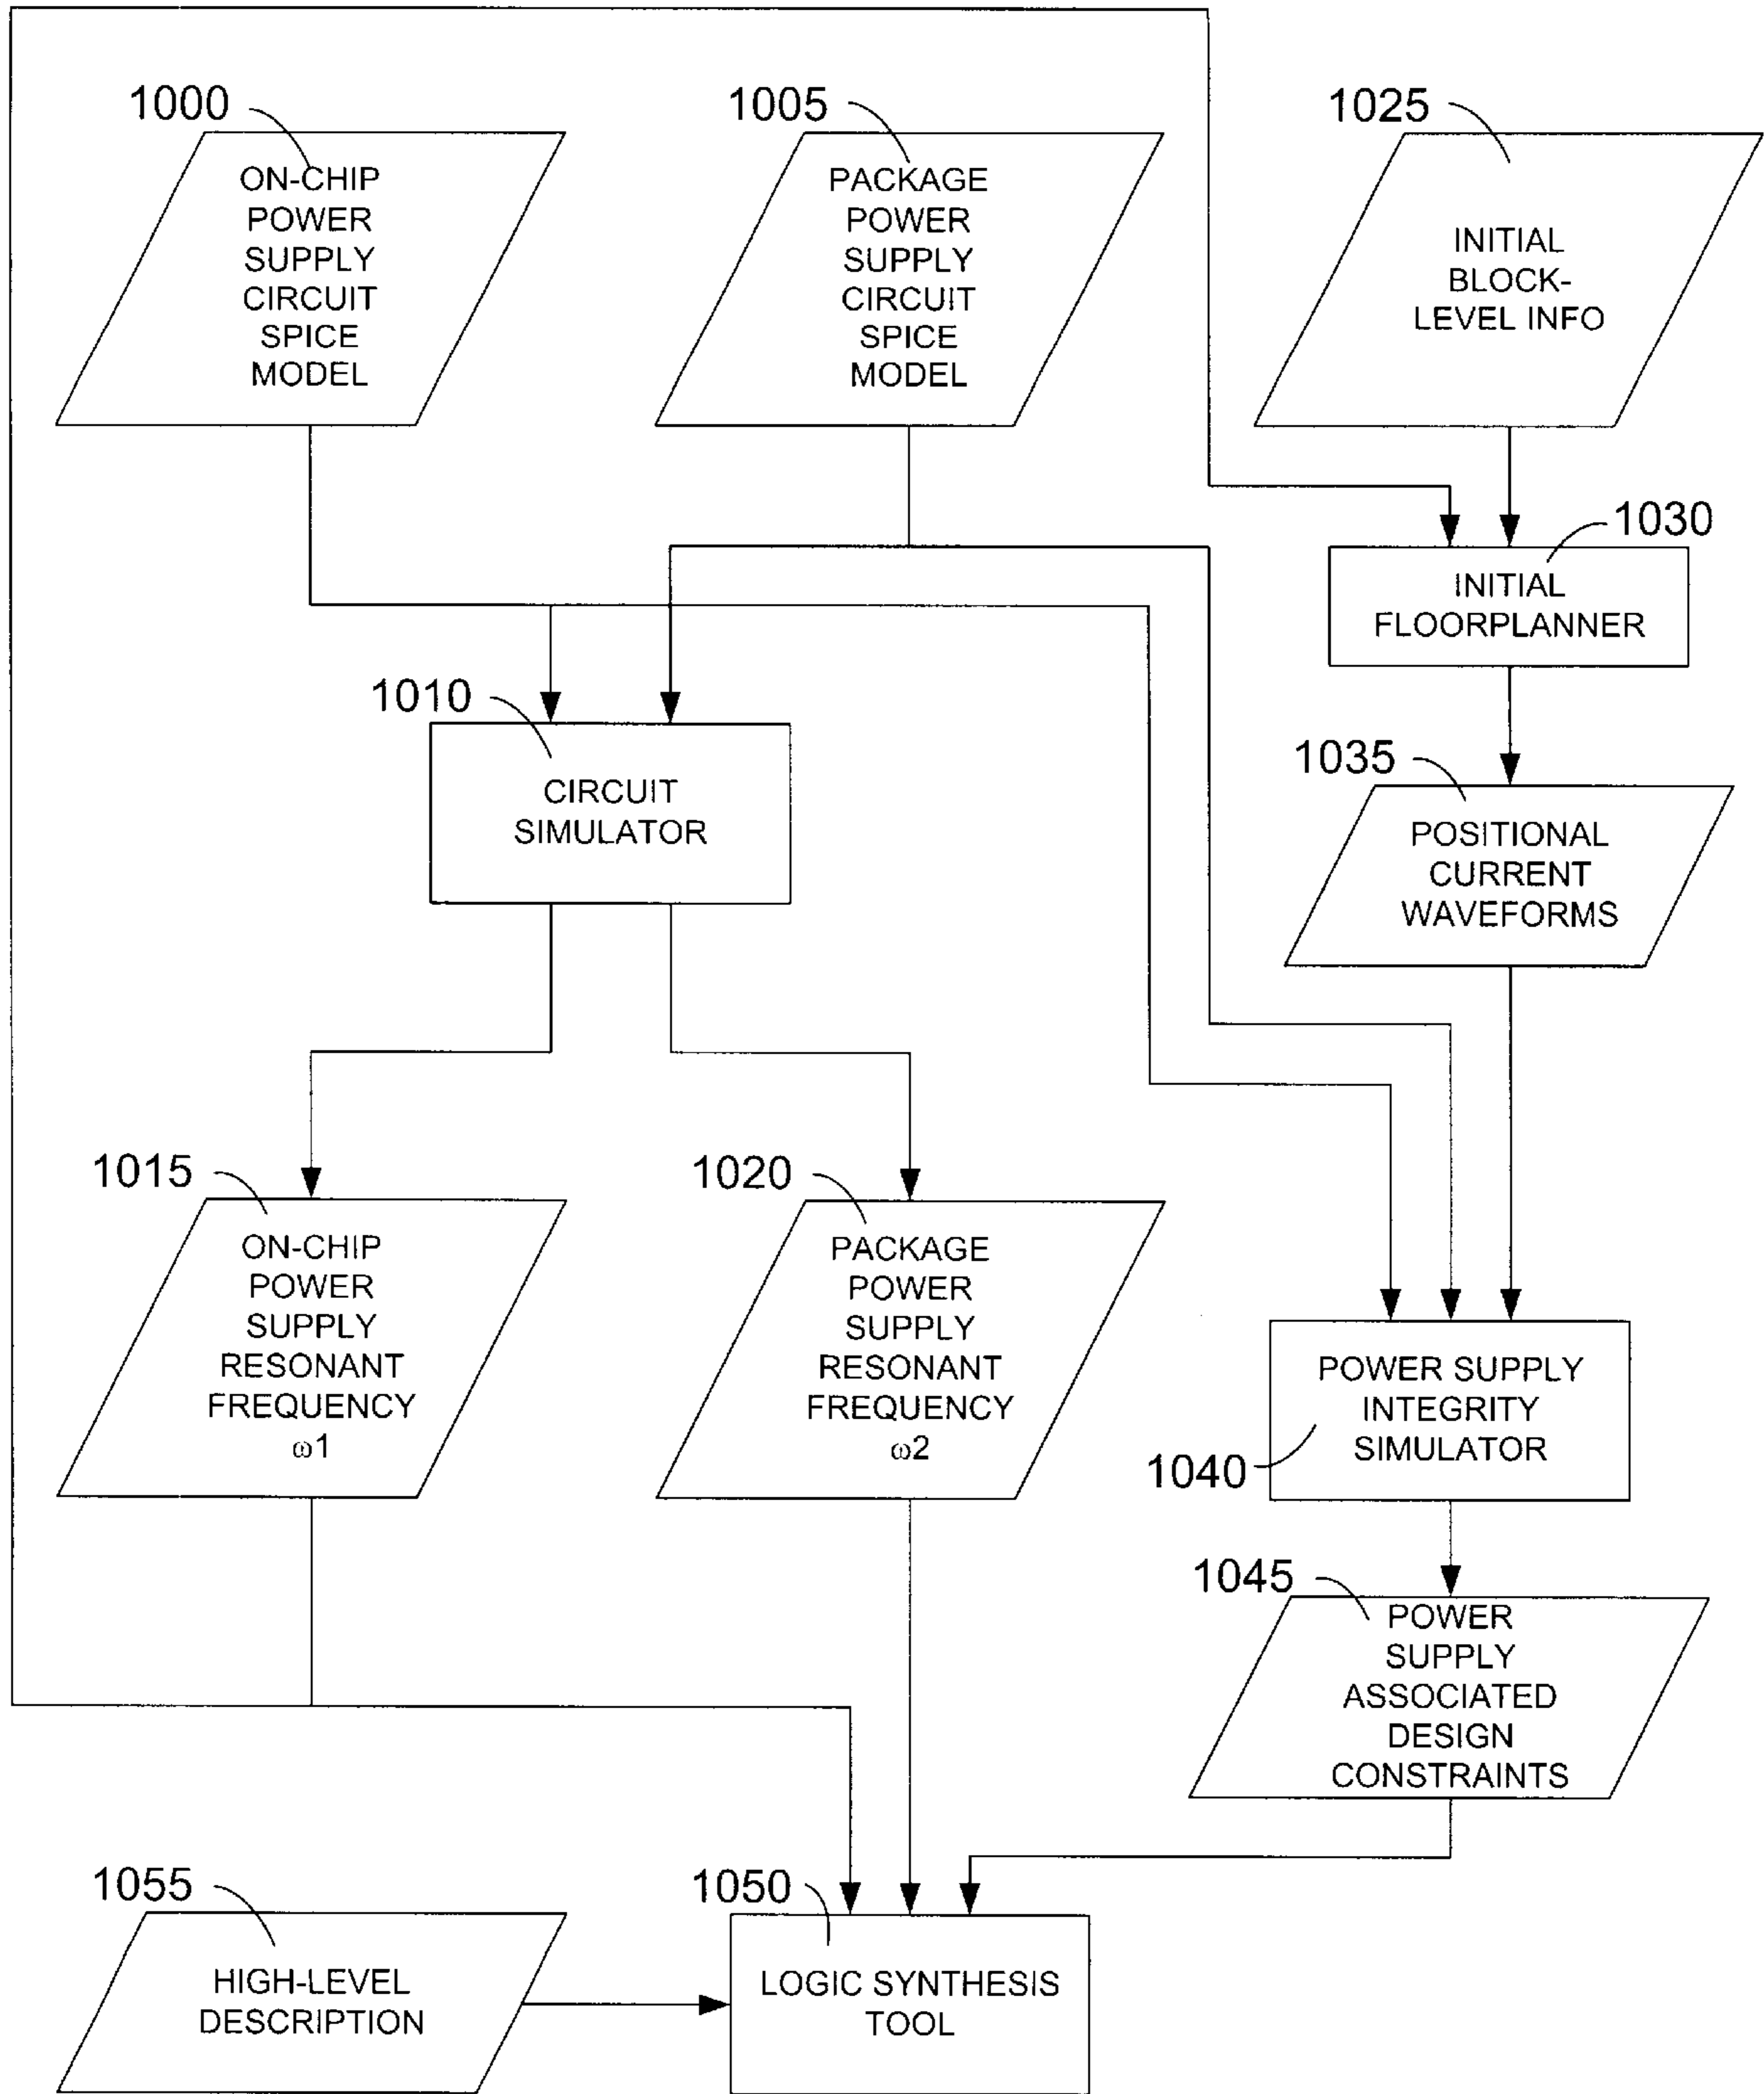 1000
ON-CHIP
POWER
SUPPLY
CIRCUIT
SPICE
MODEL
1005
PACKAGE
POWER
SUPPLY
CIRCUIT
SPICE
MODEL
1025
INITIAL
BLOCK-
LEVEL INFO
1030
INITIAL
FLOORPLANNER
1010
CIRCUIT
SIMULATOR
1035
POSITIONAL
CURRENT
WAVEFORMS
1015
ON-CHIP
POWER
SUPPLY
RESONANT
FREQUENCY
ω1
1020
PACKAGE
POWER
SUPPLY
RESONANT
FREQUENCY
ω2
POWER SUPPLY
INTEGRITY
SIMULATOR
1040
1045
POWER
SUPPLY
ASSOCIATED
DESIGN
CONSTRAINTS
1055
HIGH-LEVEL
DESCRIPTION
1050
LOGIC SYNTHESIS
TOOL